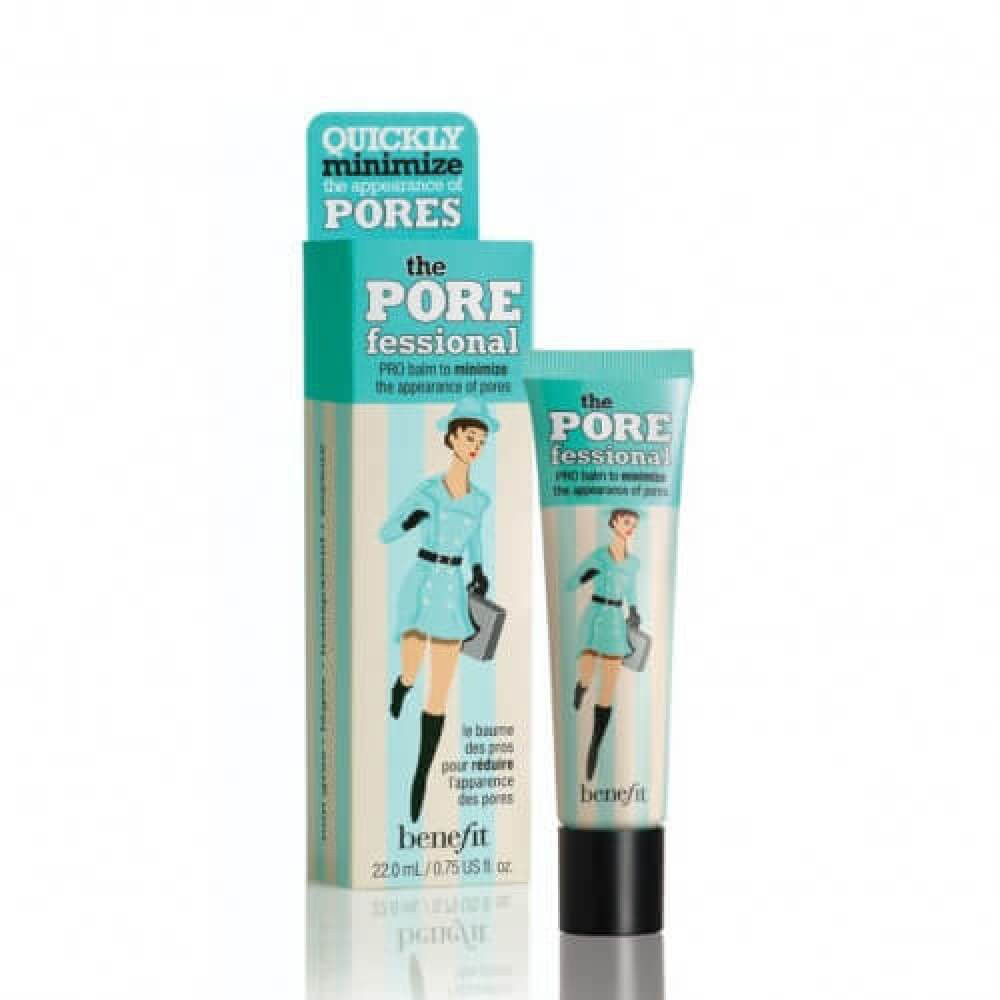 QUICKLY
minimize
the appearance of
PORES
the
PORE
fessional
PRO balm to minimize
the appearance of pores
le baume
des pros
pour réduire
l'apparence
des pores
benefit
22.0 mL / 0.75 US fl. oz.
the
PORE
fessional
PRO balm to minimize
the appearance of pores
benefit